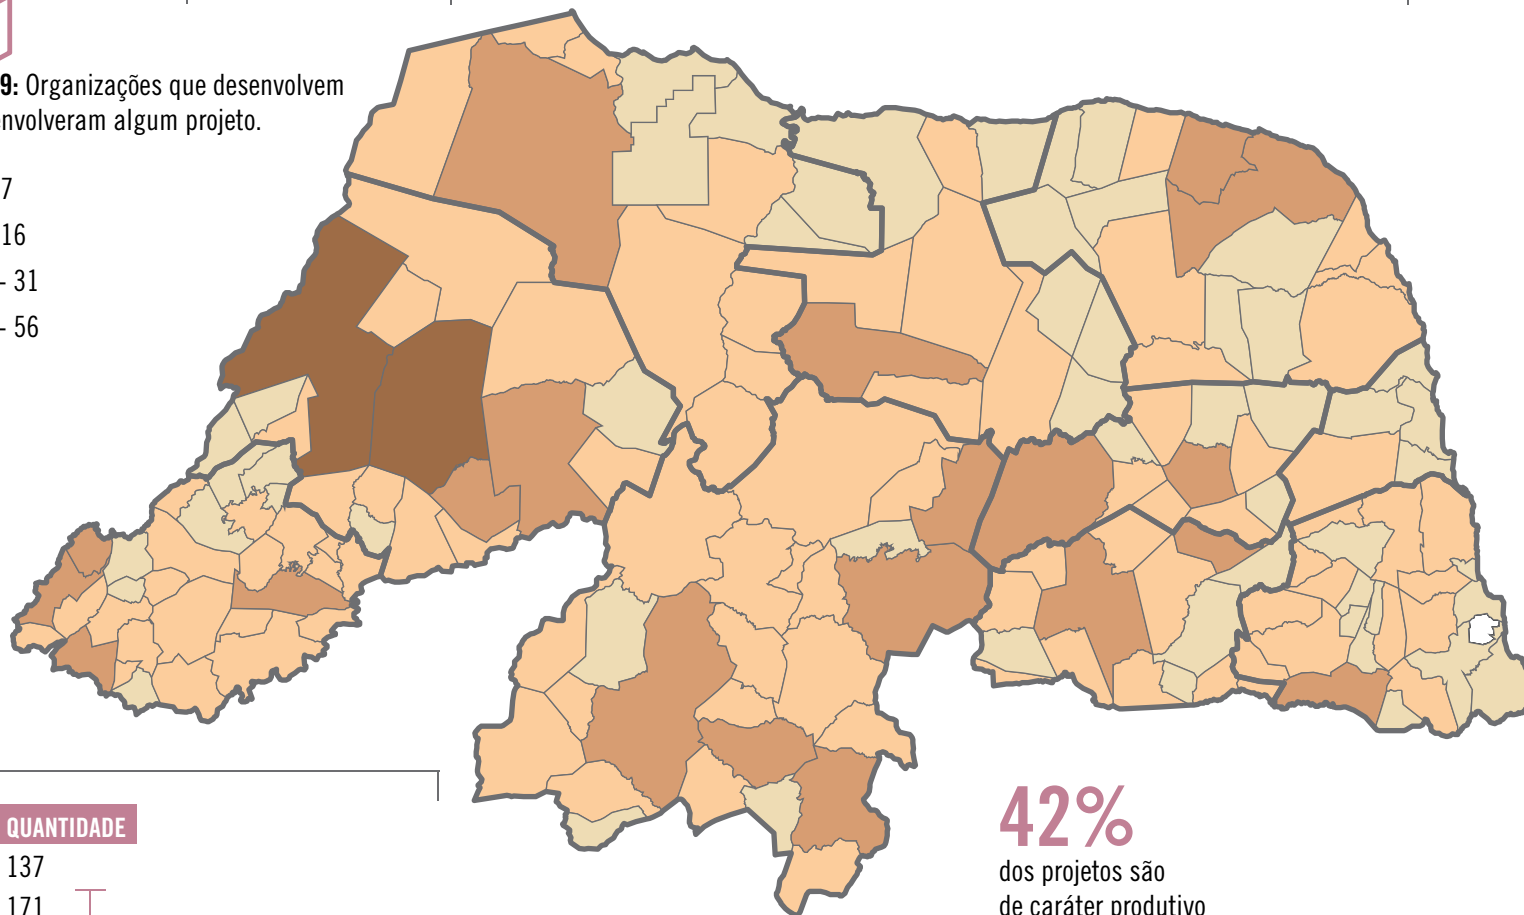 9: Organizações que desenvolvem
envolveram algum projeto.
7
16
- 31
- 56
QUANTIDADE
137
171
42%
dos projetos são
de caráter produtivo